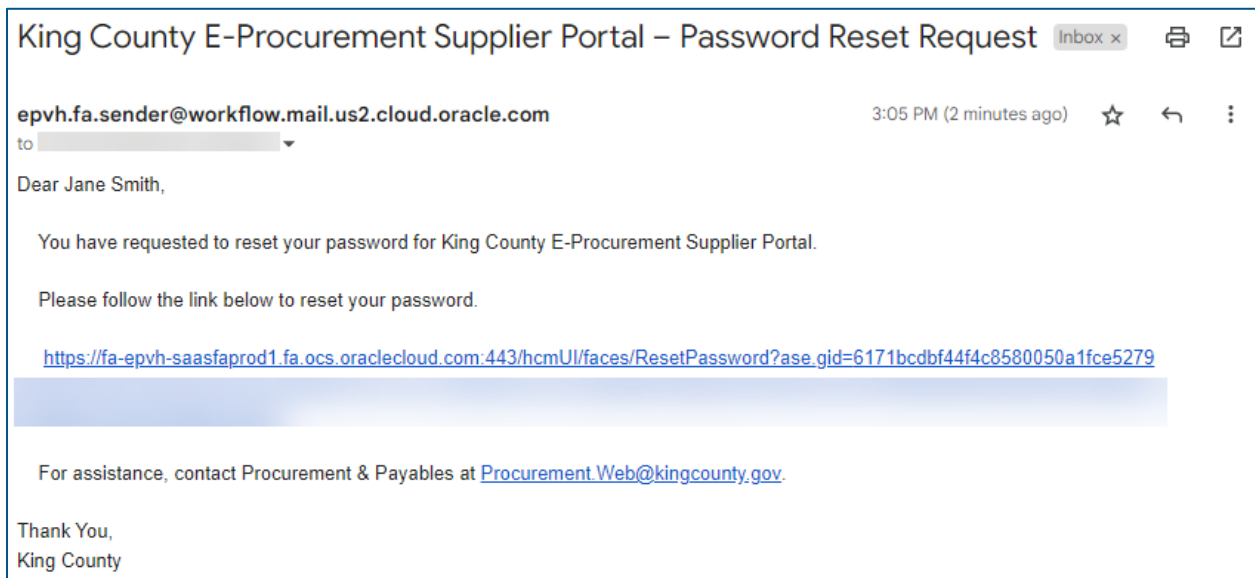 King County E-Procurement Supplier Portal – Password Reset Request Inbox ×
epvh.fa.sender@workflow.mail.us2.cloud.oracle.com 3:05 PM (2 minutes ago)
to
Dear Jane Smith,
You have requested to reset your password for King County E-Procurement Supplier Portal.
Please follow the link below to reset your password.
https://fa-epvh-saasfaprod1.fa.ocs.oraclecloud.com:443/hcmUI/faces/ResetPassword?ase.gid=6171bcdbf44f4c8580050a1fce5279
For assistance, contact Procurement & Payables at Procurement.Web@kingcounty.gov.
Thank You,
King County